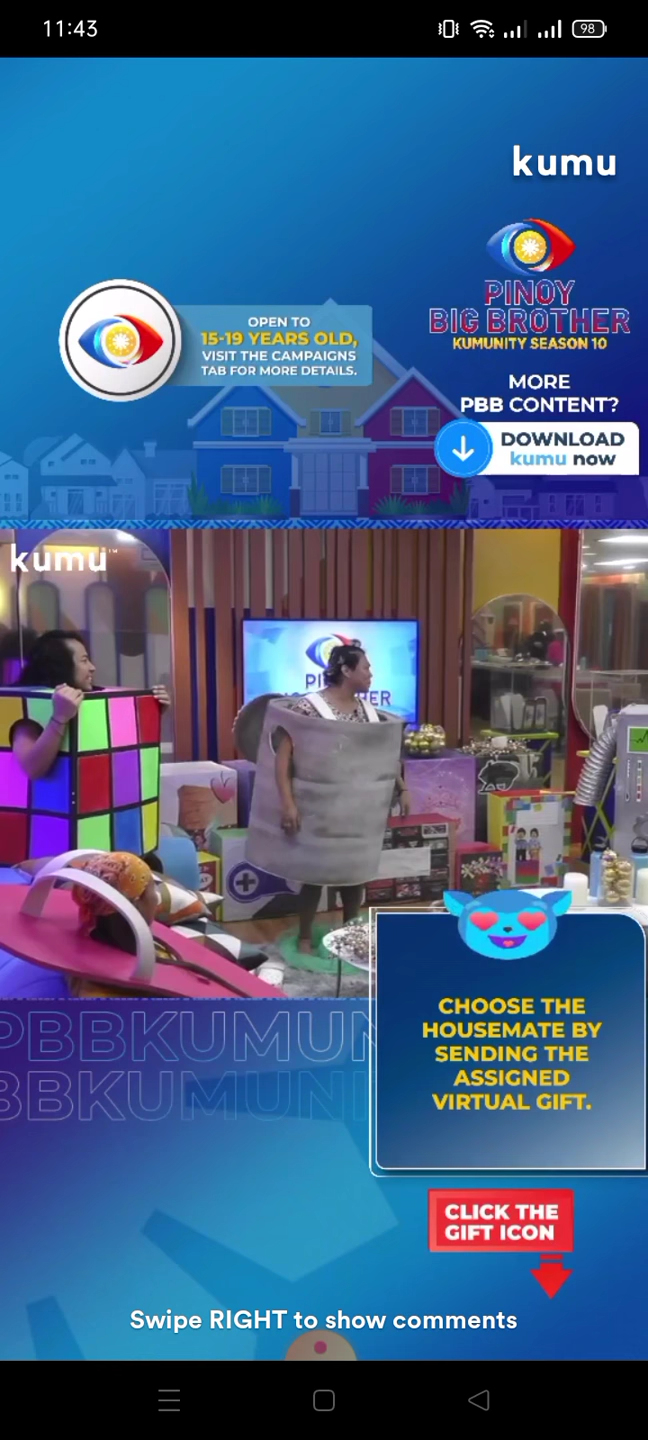 11:43
98
kumu
PINOY
BIG BROTHER
KUMUNITY SEASON 10
OPEN TO
15-19 YEARS OLD,
VISIT THE CAMPAIGNS
TAB FOR MORE DETAILS.
MORE
PBB CONTENT?
DOWNLOAD
kumu now
kumu™
CHOOSE THE
HOUSEMATE BY
SENDING THE
ASSIGNED
VIRTUAL GIFT.
PBBKUMUN
BBKUMUNI
CLICK THE
GIFT ICON
Swipe RIGHT to show comments